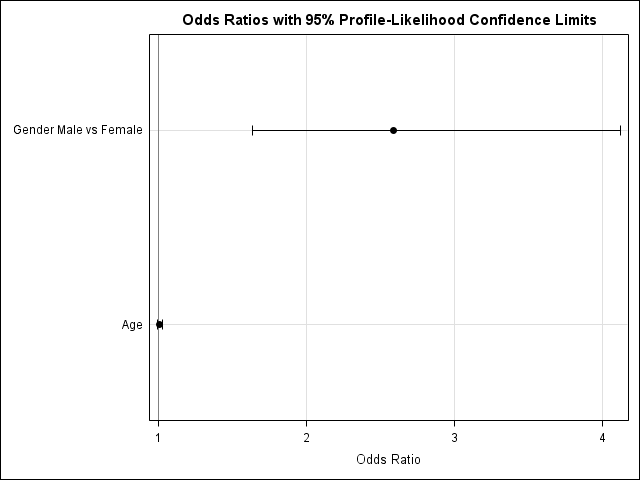 Odds Ratios with 95% Profile-Likelihood Confidence Limits
Gender Male vs Female
Age
1 2 3 4
Odds Ratio